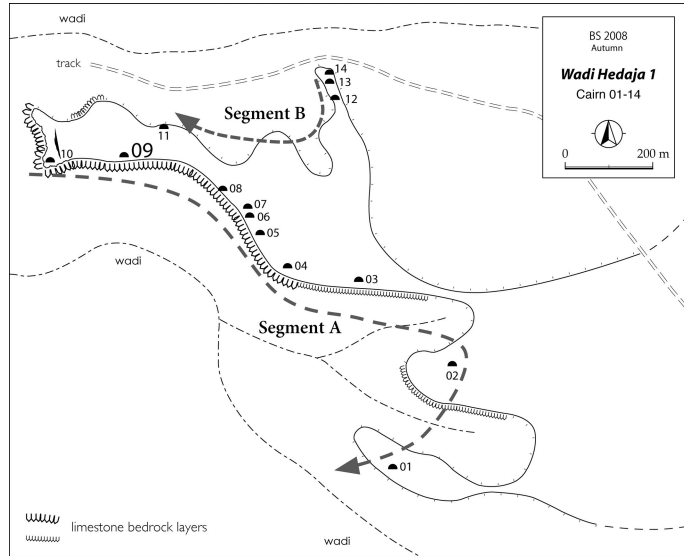 wadi
BS 2008
Autumn
Wadi Hedaja 1
Cairn 01-14
0 200 m
track
14
13
12
Segment B
11
10
09
08
07
06
05
04
03
wadi
Segment A
02
01
limestone bedrock layers
wadi